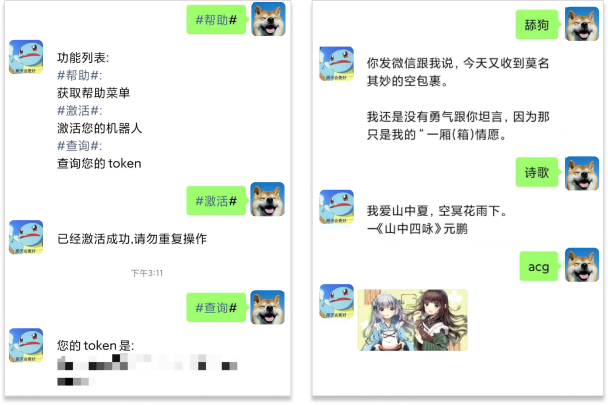 #帮助#
功能列表:
#帮助#:
获取帮助菜单
#激活#:
激活您的机器人
#查询#:
查询您的 token
#激活#
已经激活成功,请勿重复操作
下午3:11
#查询#
您的 token 是:
舔狗
你发微信跟我说，今天又收到莫名
其妙的空包裹。
我还是没有勇气跟你坦言，因为那
只是我的“一厢(箱)情愿。
诗歌
我爱山中夏，空冥花雨下。
—《山中四咏》元鹏
acg